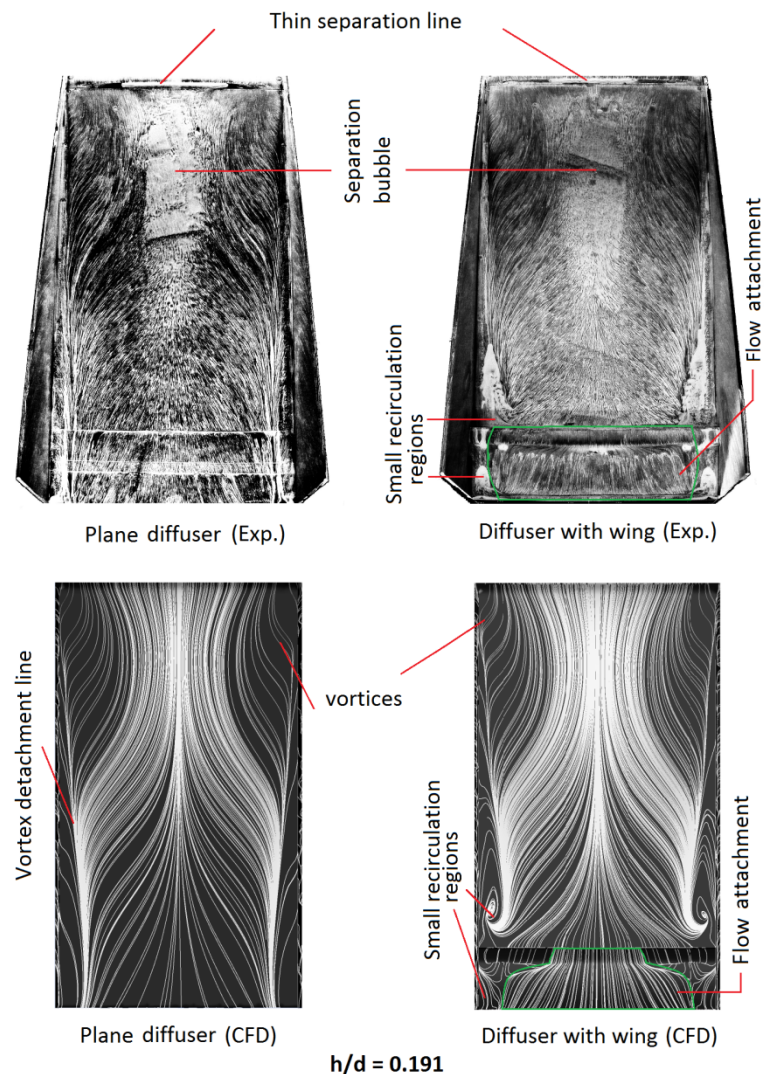 Thin separation line
Separation
bubble
Flow attachment
Small recirculation
regions
Plane diffuser (Exp.)
Diffuser with wing (Exp.)
Vortex detachment line
vortices
Small recirculation
regions
Flow attachment
Plane diffuser (CFD)
Diffuser with wing (CFD)
h/d = 0.191